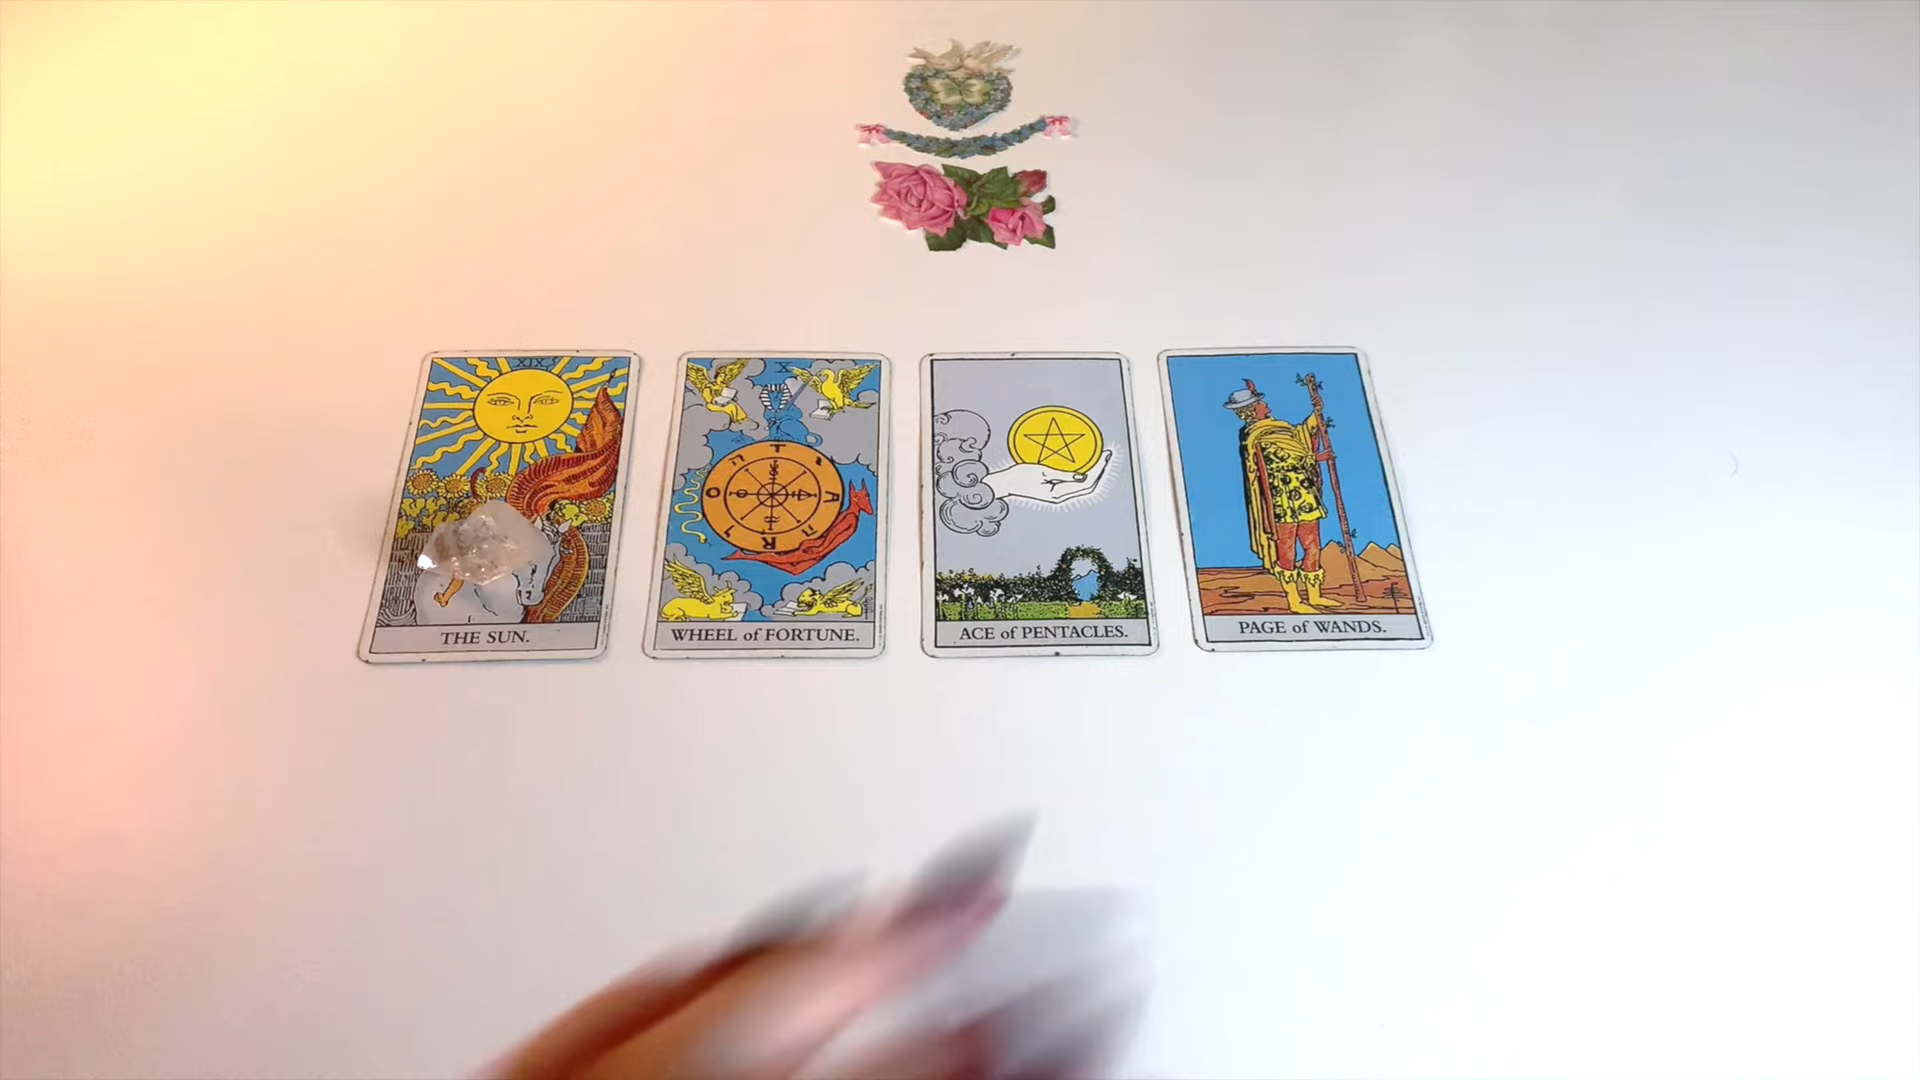 XIX
THE SUN.
X
T A R O
WHEEL of FORTUNE.
ACE of PENTACLES.
PAGE of WANDS.